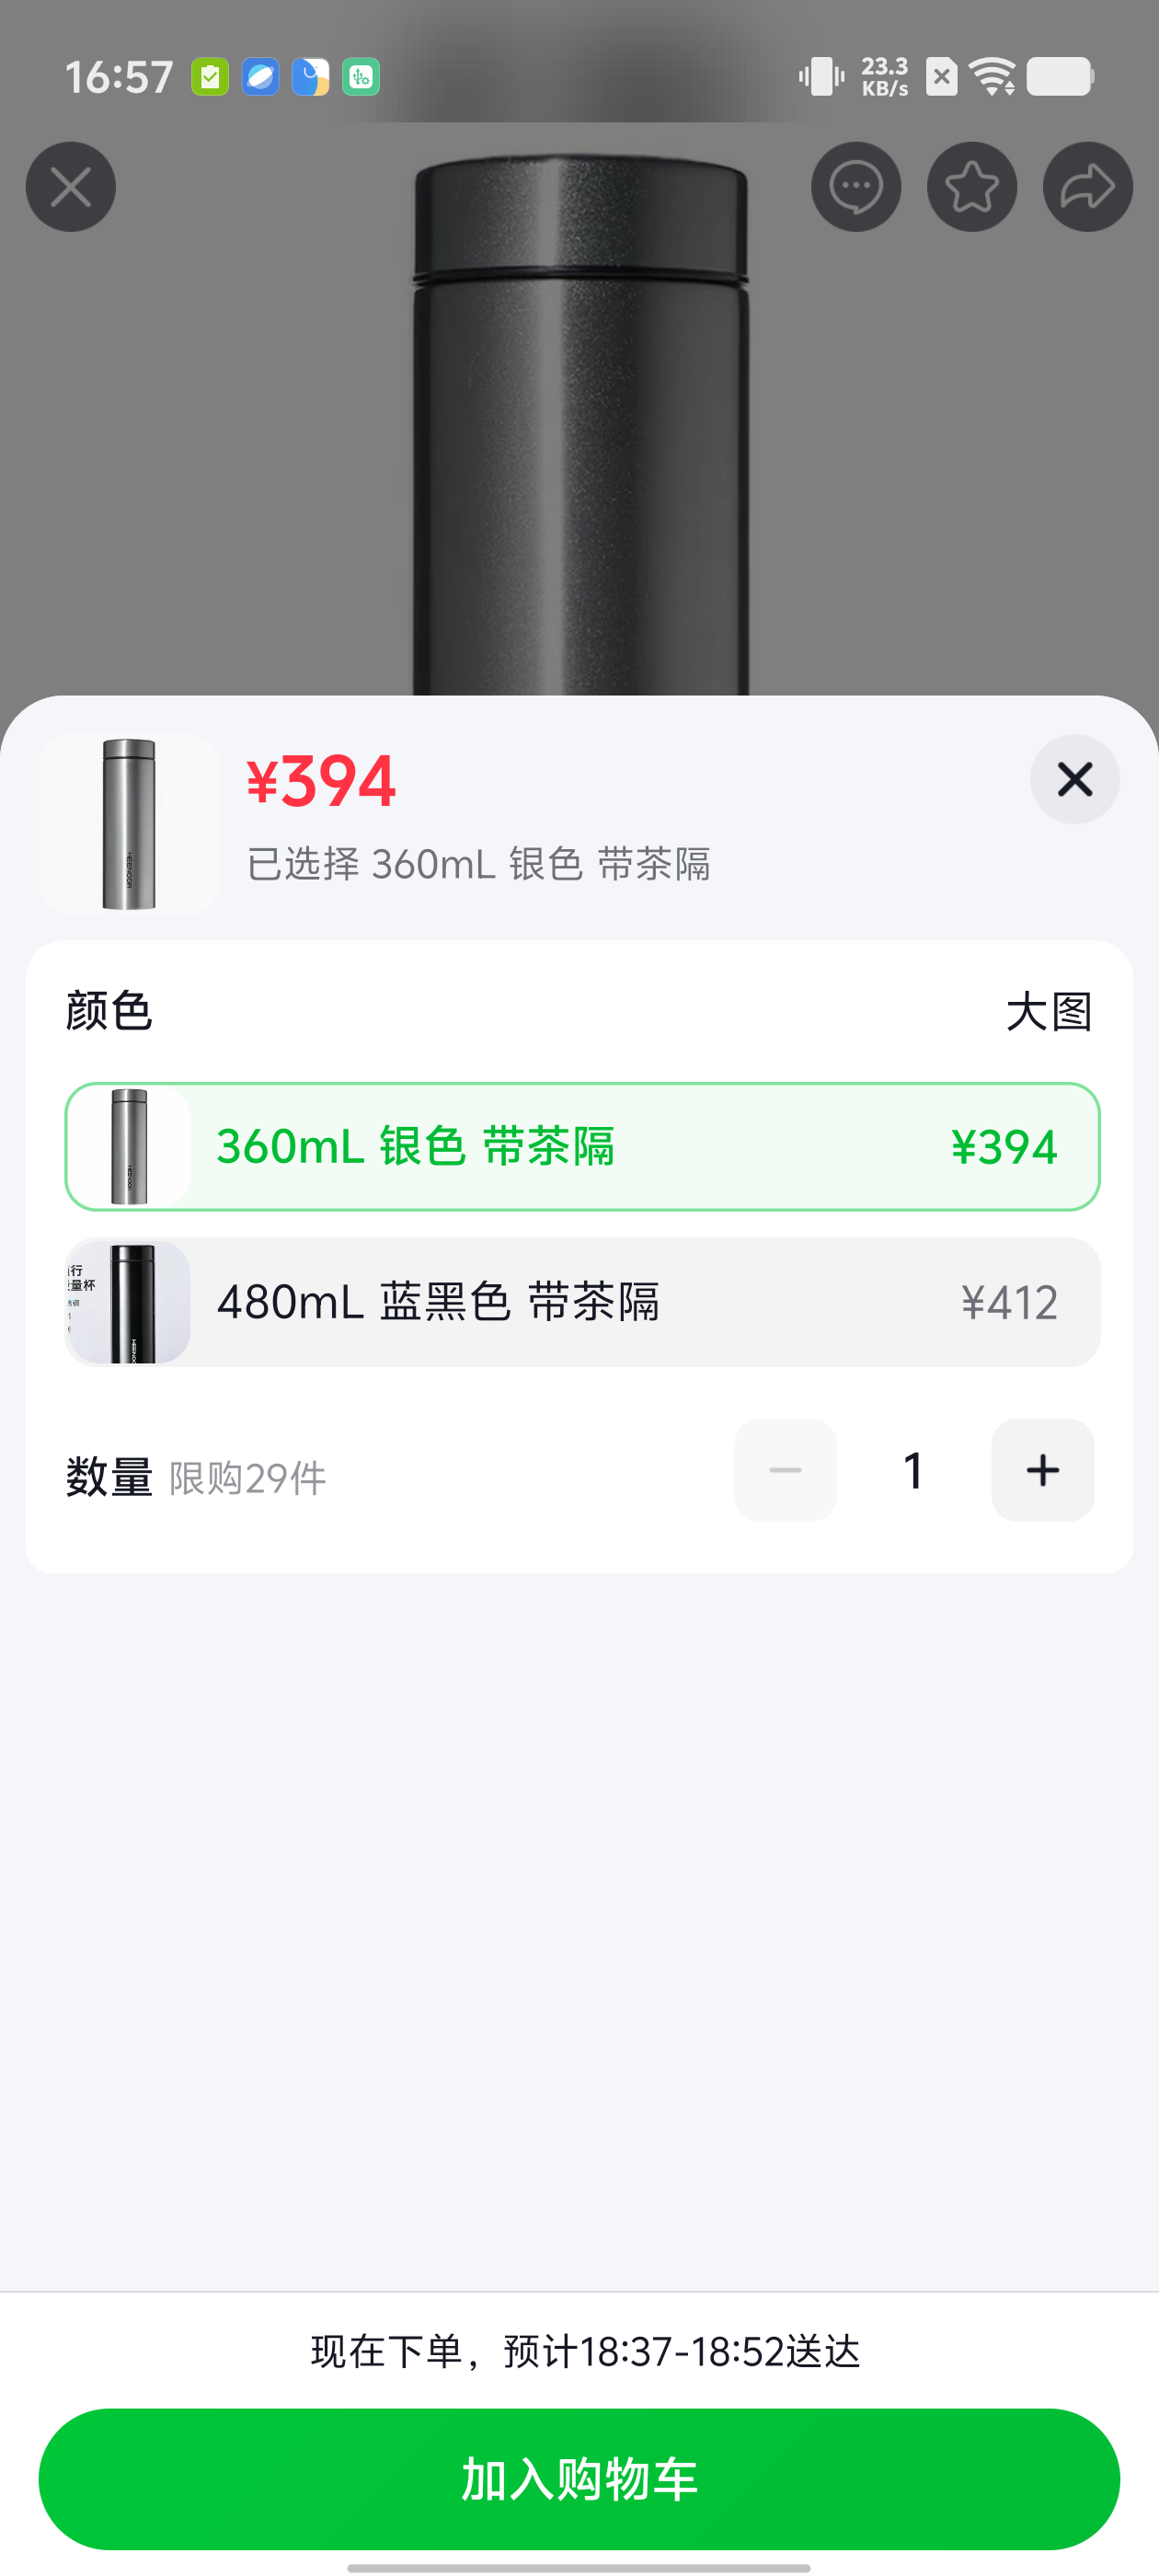 16:57
23.3
KB/s
¥394
已选择 360mL 银色 带茶隔
颜色
大图
360mL 银色 带茶隔
¥394
480mL 蓝黑色 带茶隔
¥412
数量 限购29件
1
现在下单，预计18:37-18:52送达
加入购物车